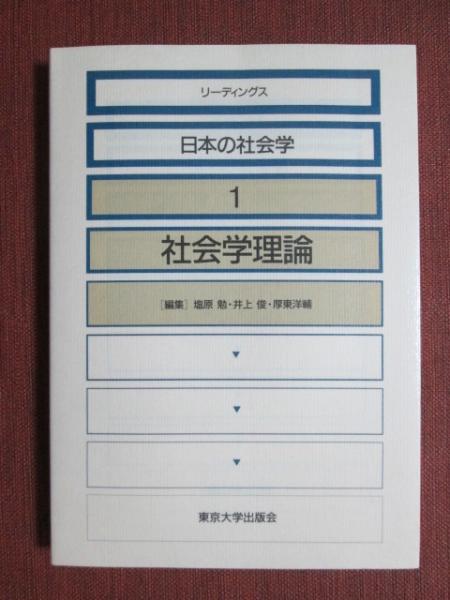 リーディングス
日本の社会学
1
社会学理論
[編集] 塩原 勉・井上 俊・厚東洋輔
▼
▼
▼
東京大学出版会